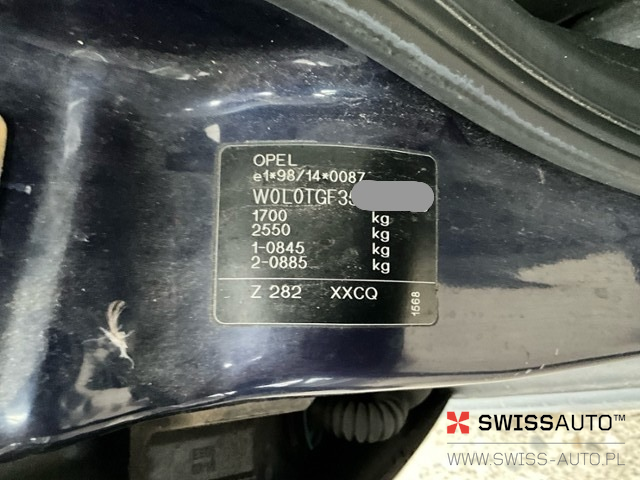 OPEL
e1*98/14*0087
W0L0TGF3
1700 kg
2550 kg
1-0845 kg
2-0885 kg
Z 282 XXCQ
1568
SWISSAUTO™
WWW.SWISS-AUTO.PL